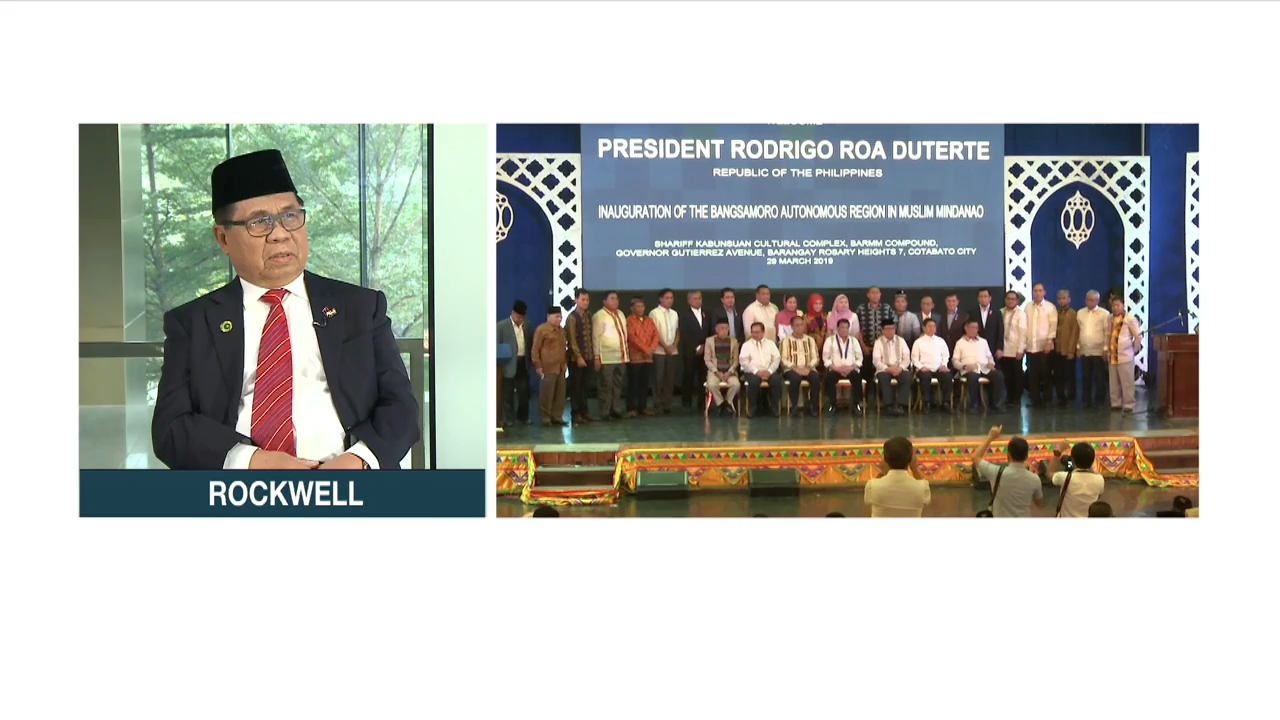 WELCOME
PRESIDENT RODRIGO ROA DUTERTE
REPUBLIC OF THE PHILIPPINES
INAUGURATION OF THE BANGSAMORO AUTONOMOUS REGION IN MUSLIM MINDANAO
SHARIFF KABUNSUAN CULTURAL COMPLEX, BARMM COMPOUND,
GOVERNOR GUTIERREZ AVENUE, BARANGAY ROSARY HEIGHTS 7, COTABATO CITY
29 MARCH 2019
ROCKWELL